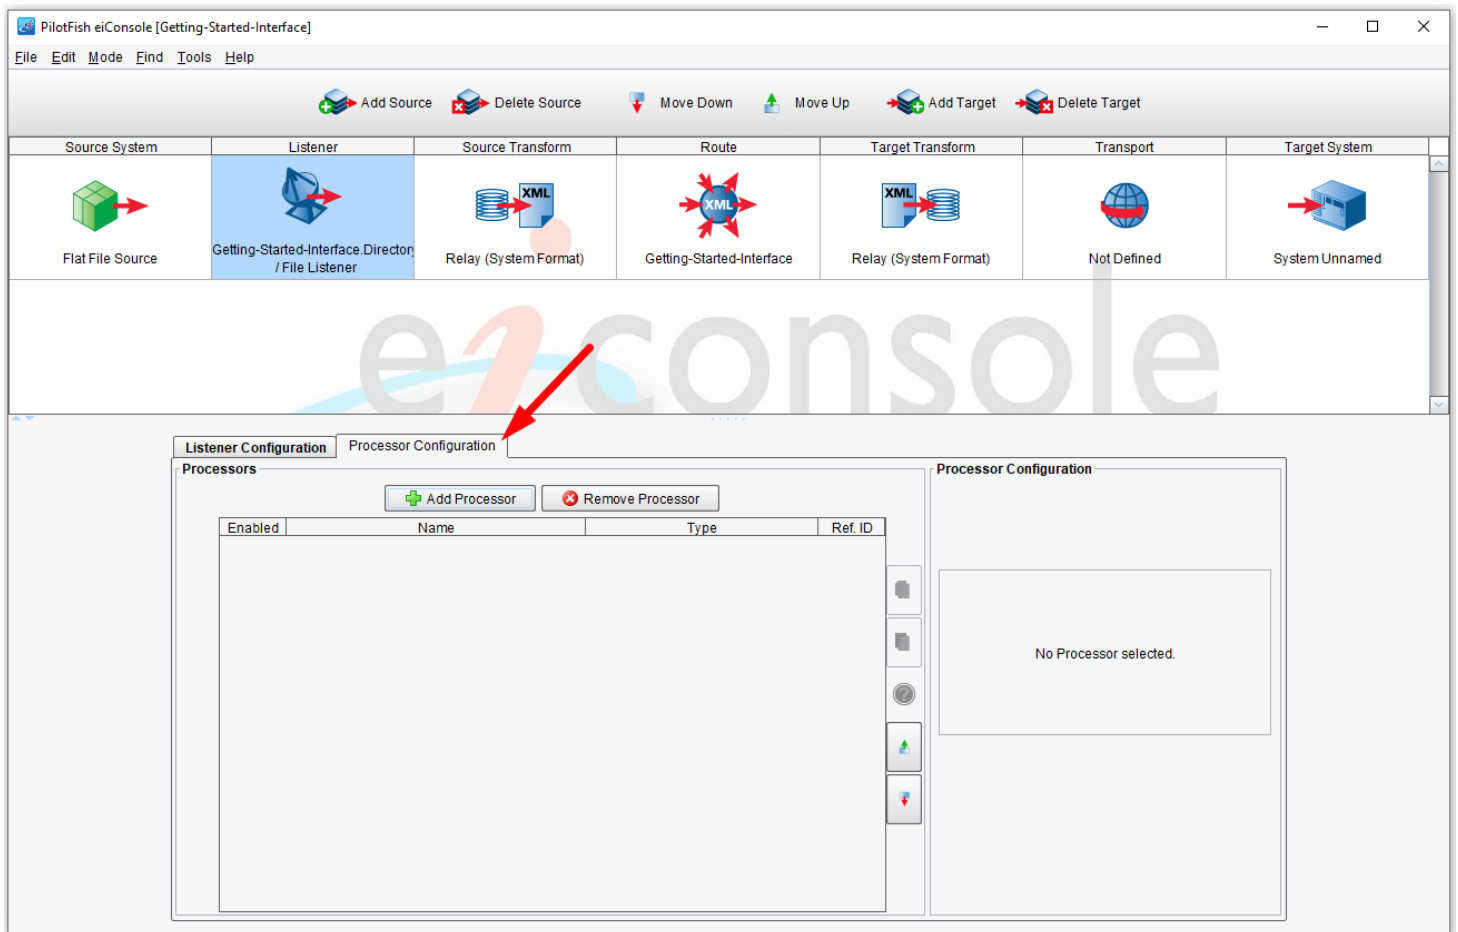 PilotFish eiConsole [Getting-Started-Interface]
File Edit Mode Find Tools Help
Add Source Delete Source Move Down Move Up Add Target Delete Target
Source System Listener Source Transform Route Target Transform Transport Target System
XML XML XML
Flat File Source Getting-Started-Interface.Director Relay (System Format) Getting-Started-Interface Relay (System Format) Not Defined System Unnamed
/ File Listener
eiconsole
Listener Configuration Processor Configuration
Processors Processor Configuration
Add Processor Remove Processor
Enabled Name Type Ref. ID
No Processor selected.